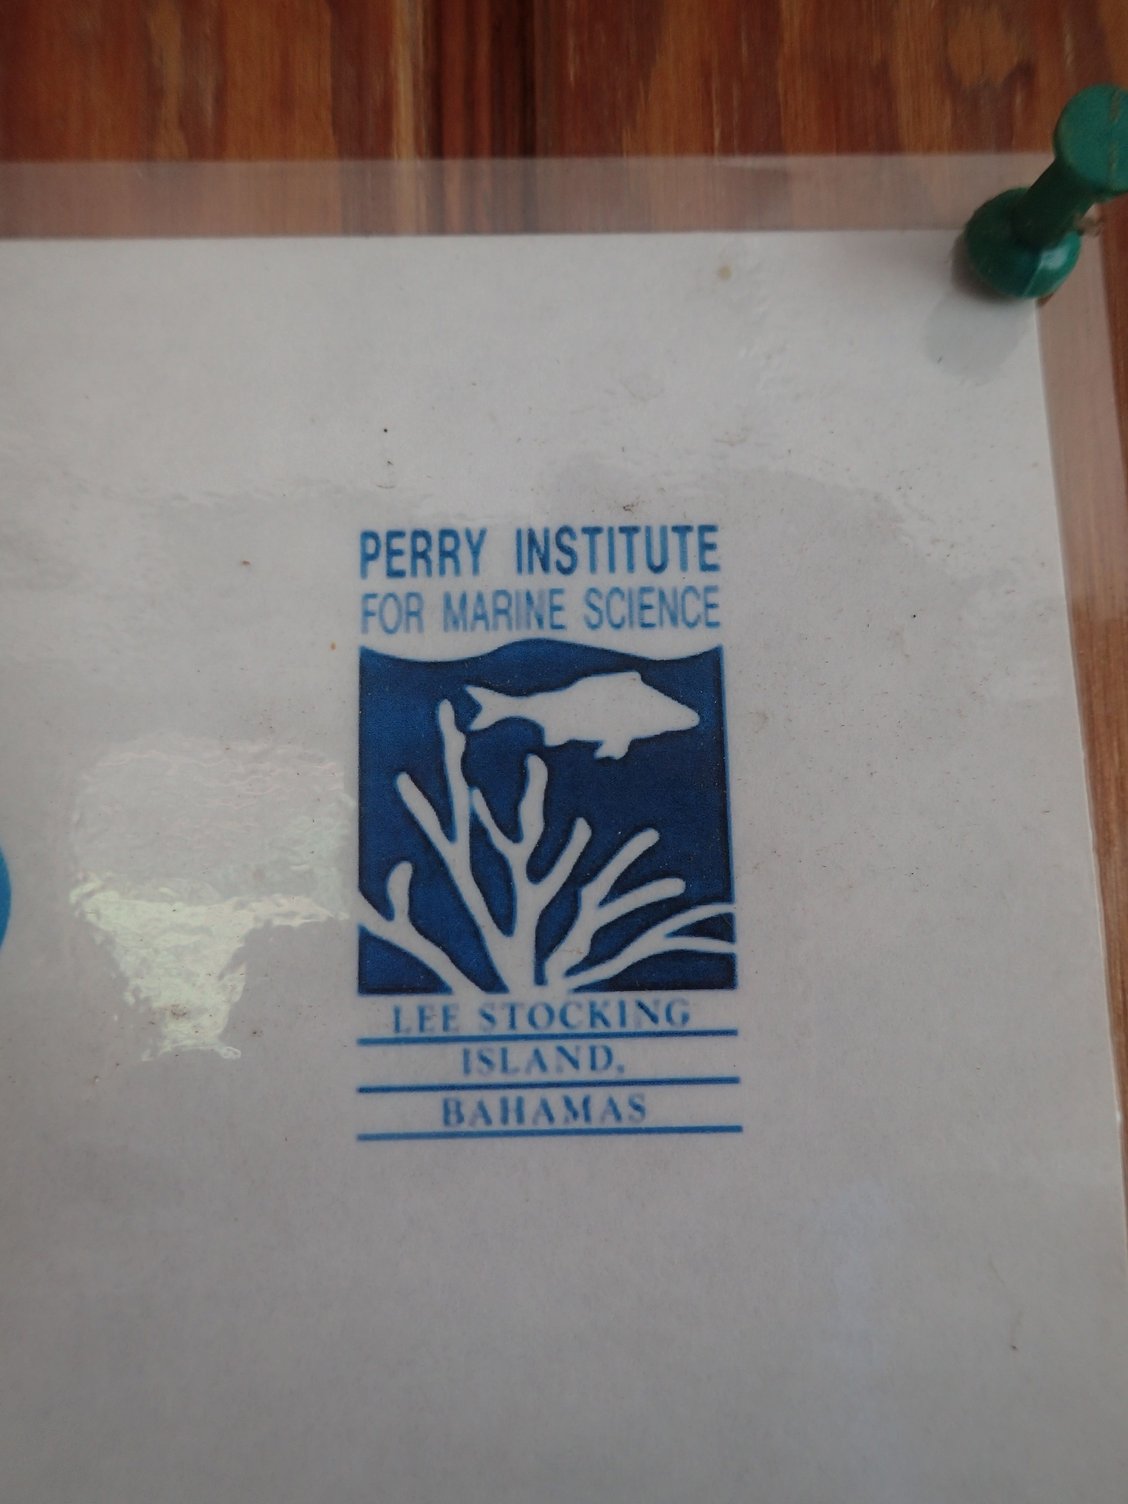 PERRY INSTITUTE
FOR MARINE SCIENCE
LEE STOCKING
ISLAND,
BAHAMAS